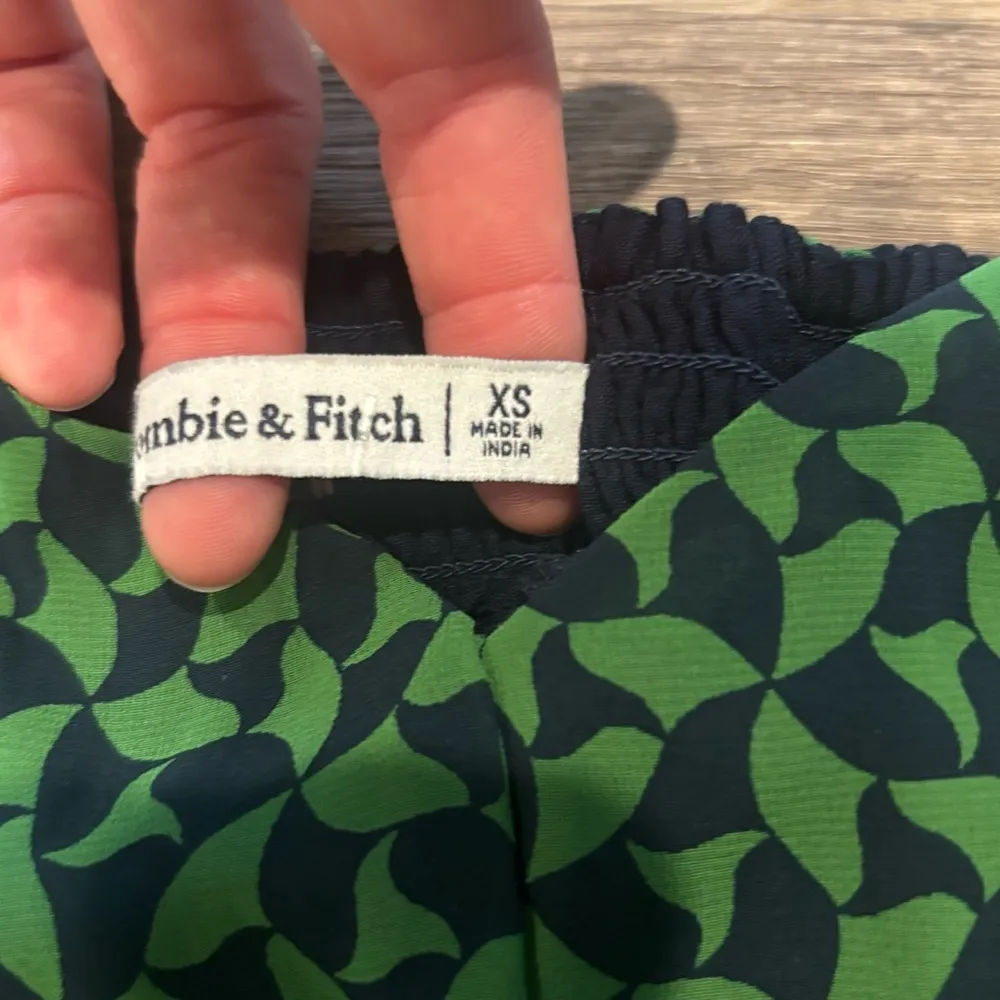 ombie & Fitch
XS
MADE IN
INDIA